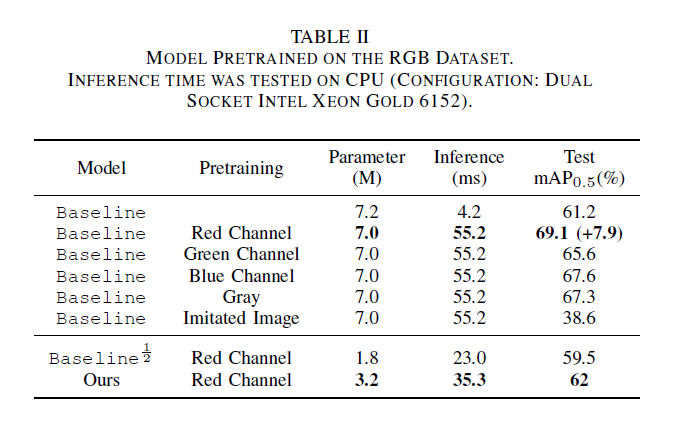 TABLE II
MODEL PRETRAINED ON THE RGB DATASET.
INFERENCE TIME WAS TESTED ON CPU (CONFIGURATION: DUAL
SOCKET INTEL XEON GOLD 6152).
Model Pretraining Parameter (M) Inference (ms) Test mAP0.5(%)
Baseline 7.2 4.2 61.2
Baseline Red Channel 7.0 55.2 69.1 (+7.9)
Baseline Green Channel 7.0 55.2 65.6
Baseline Blue Channel 7.0 55.2 67.6
Baseline Gray 7.0 55.2 67.3
Baseline Imitated Image 7.0 55.2 38.6
Baseline½ Red Channel 1.8 23.0 59.5
Ours Red Channel 3.2 35.3 62